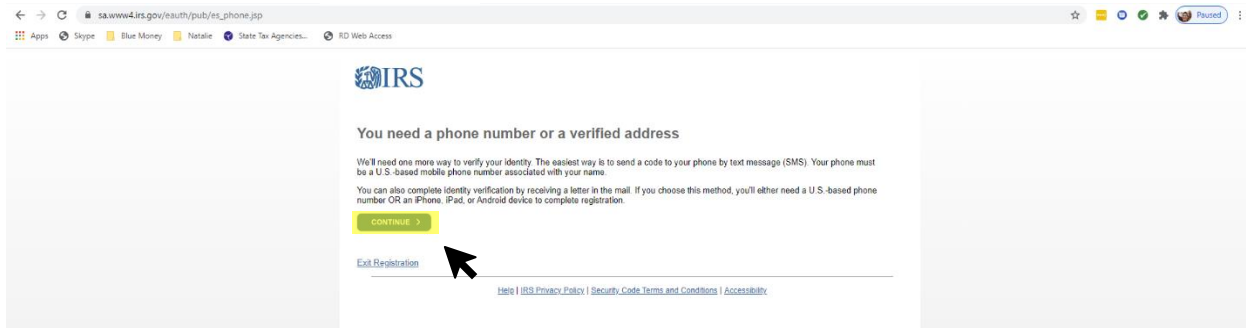 sa.www4.irs.gov/eauth/pub/es_phone.jsp
Paused
Apps Skype Blue Money Natalie State Tax Agencies... RD Web Access
IRS
You need a phone number or a verified address
We'll need one more way to verify your identity. The easiest way is to send a code to your phone by text message (SMS). Your phone must
be a U.S.-based mobile phone number associated with your name.
You can also complete identity verification by receiving a letter in the mail. If you choose this method, you'll either need a U.S.-based phone
number OR an iPhone, iPad, or Android device to complete registration.
CONTINUE >
Exit Registration
Help | IRS Privacy Policy | Security Code Terms and Conditions | Accessibility